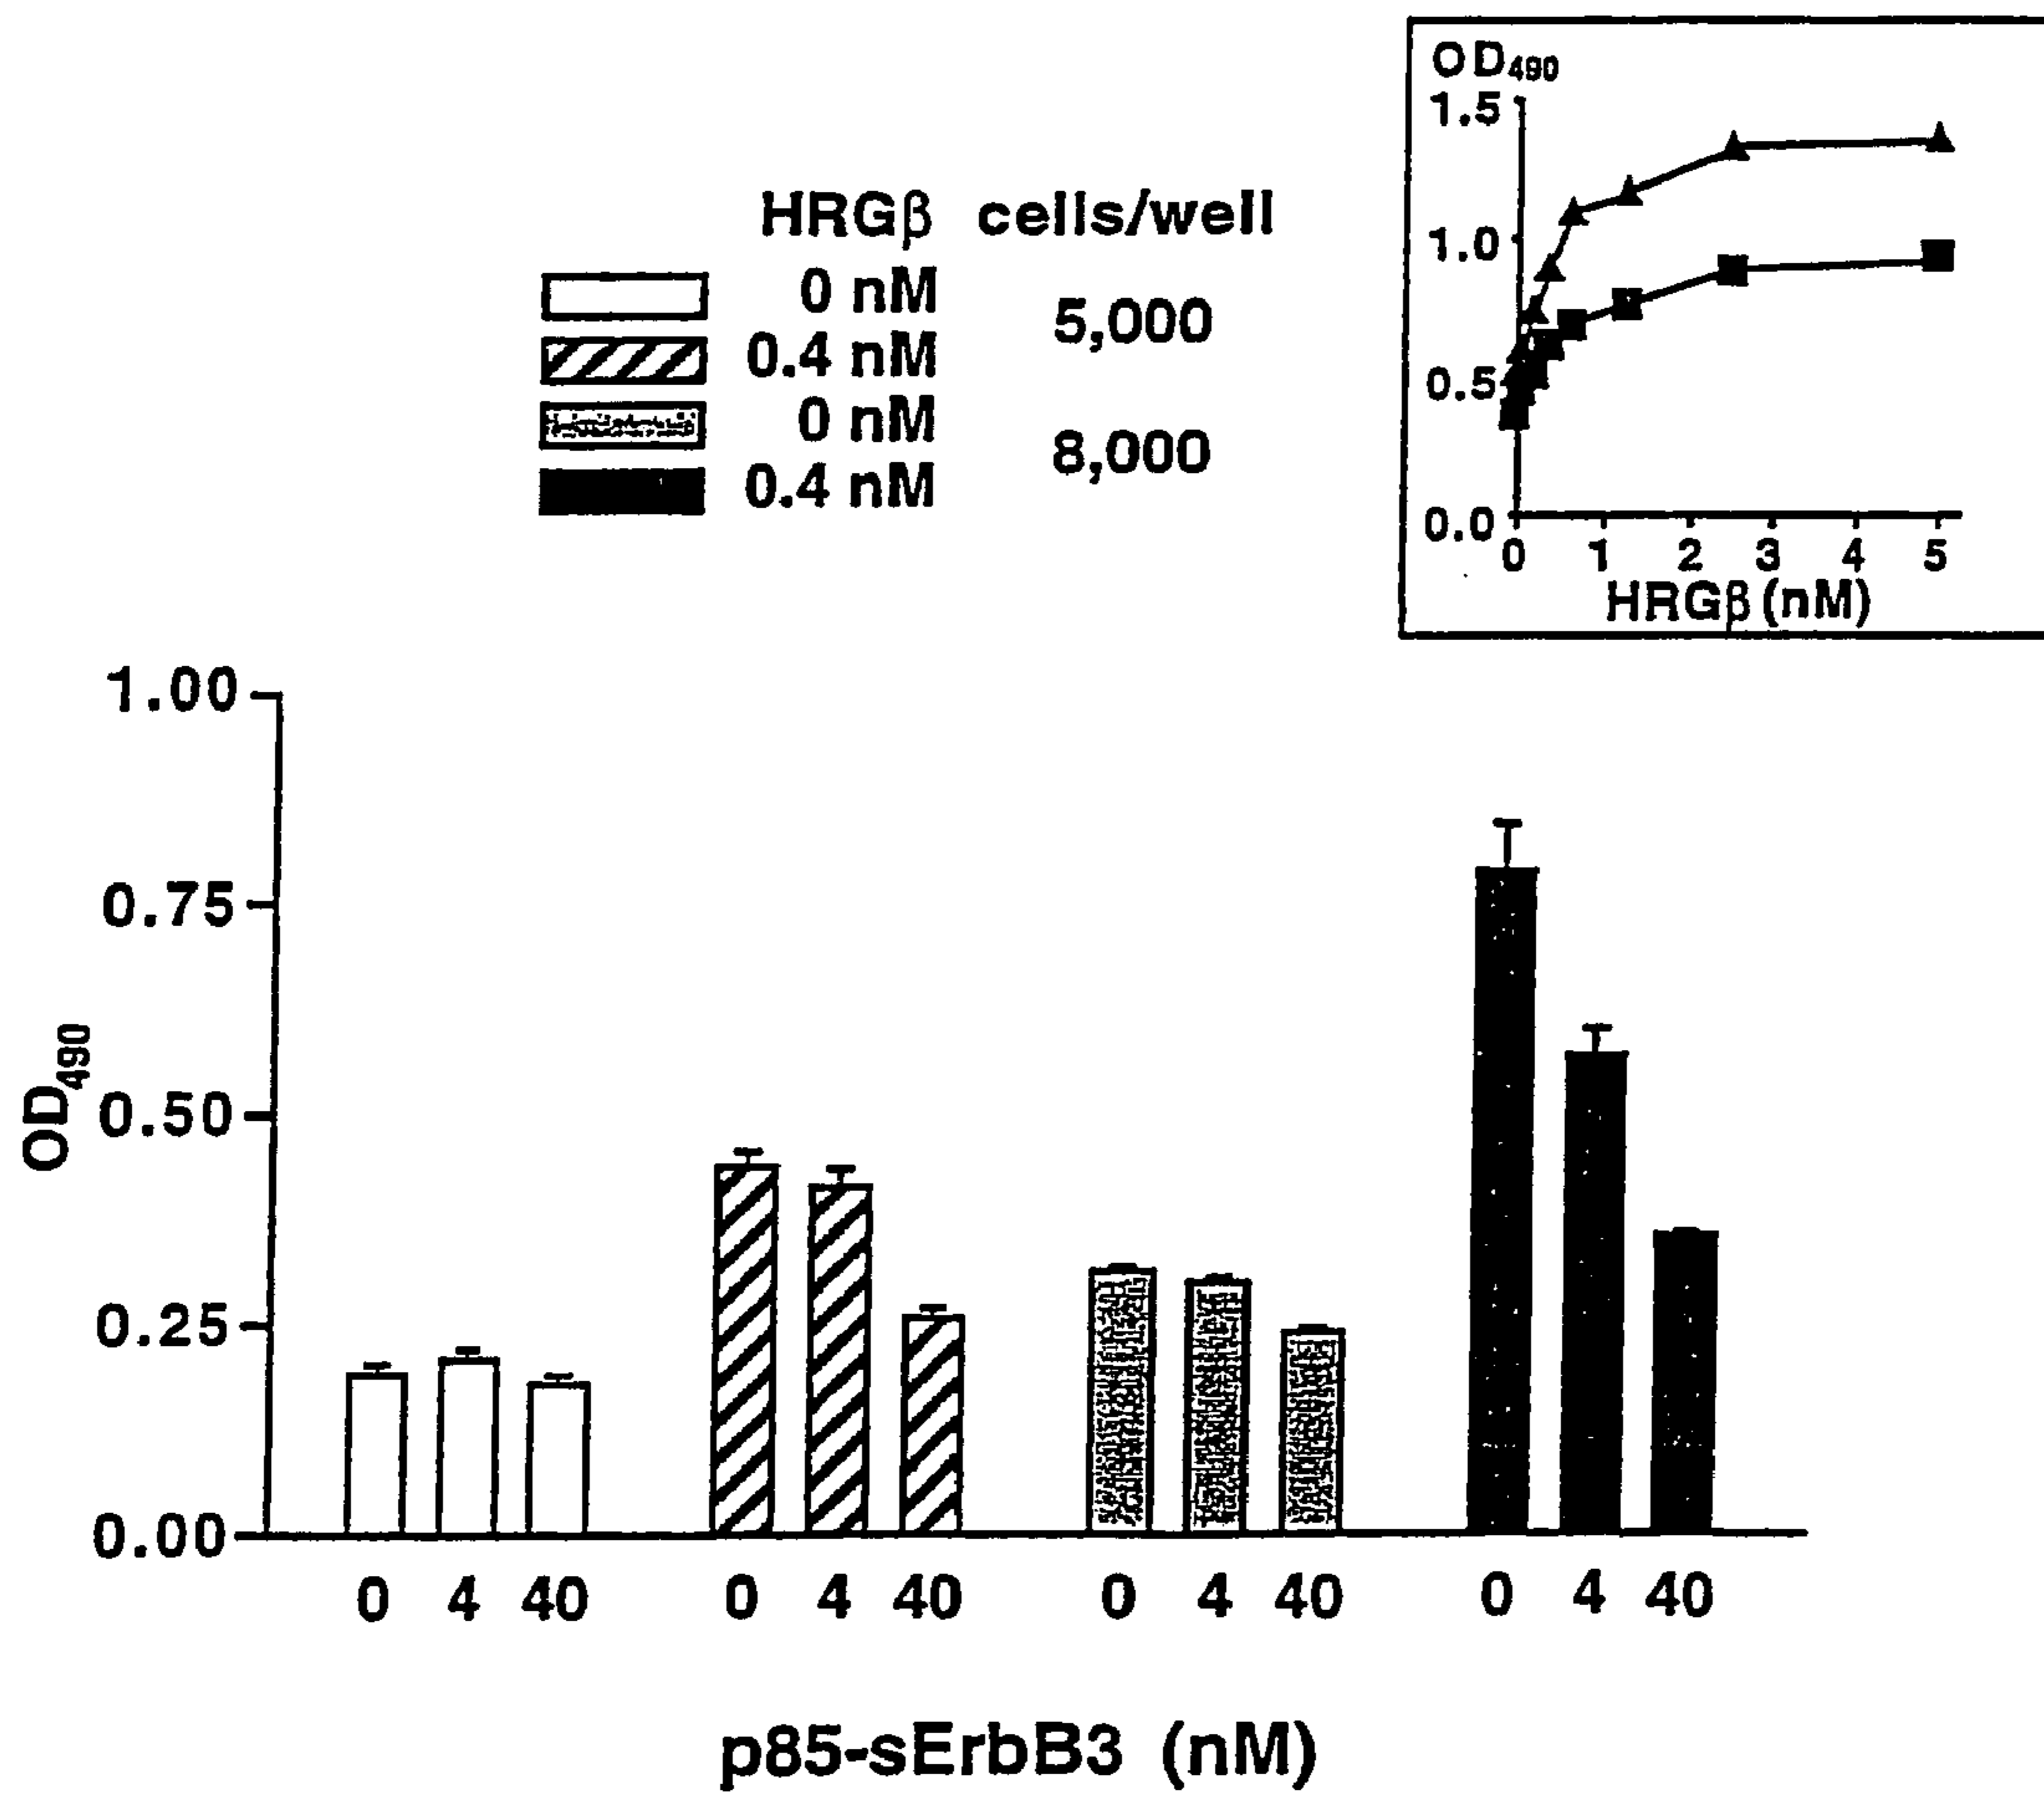 HRGβ cells/well
0 nM
5,000
0.4 nM
0 nM
8,000
0.4 nM
OD490
1.5
1.0
0.5
0.0
0 1 2 3 4 5
HRGβ (nM)
1.00
0.75
0.50
0.25
0.00
OD490
0 4 40 0 4 40 0 4 40 0 4 40
p85-sErbB3 (nM)